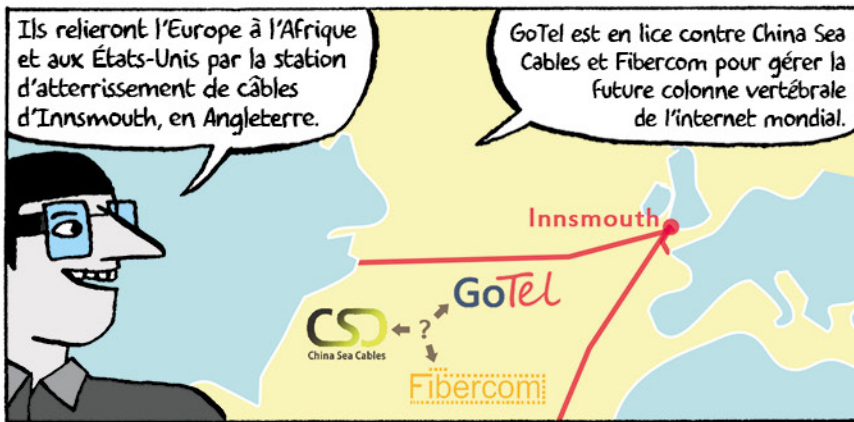 Ils relieront l'Europe à l'Afrique
et aux États-Unis par la station
d'atterrissement de câbles
d'Innsmouth, en Angleterre.
GoTel est en lice contre China Sea
Cables et Fibercom pour gérer la
future colonne vertébrale
de l'internet mondial.
Innsmouth
GoTel
CSC
?
China Sea Cables
Fibercom